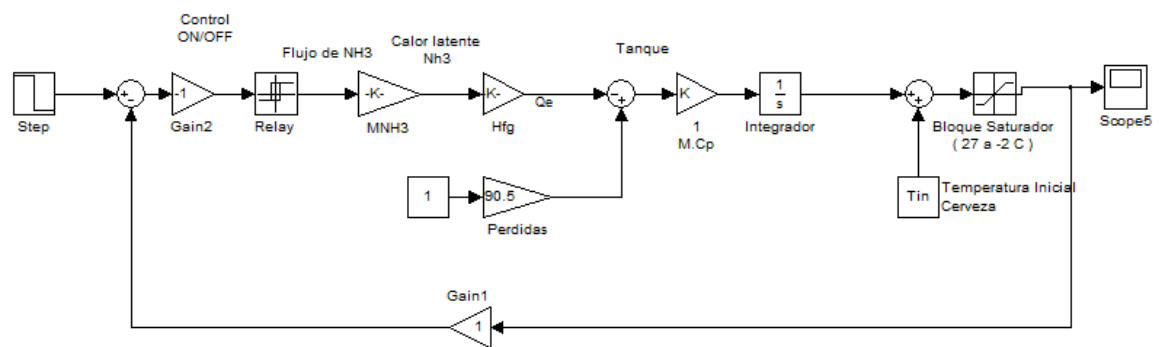 Control
ON/OFF
Flujo de NH3
Calor latente
Nh3
Tanque
-1
-K-
K-
Qe
K
1
s
Step
Gain2
Relay
MNH3
Hfg
1
M.Cp
Integrador
Bloque Saturador
( 27 a -2 C )
Scope5
1
90.5
Perdidas
Tin
Temperatura Inicial
Cerveza
Gain1
1